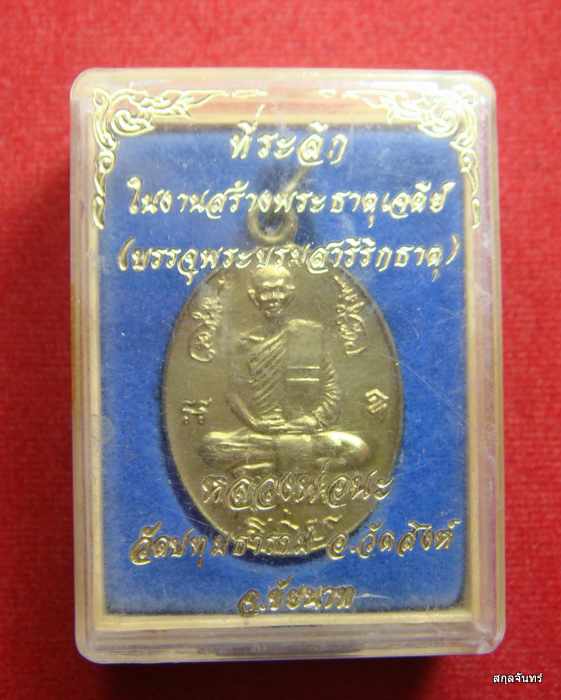 ที่ระลึก
ในงานสร้างพระธาตุเจดีย์
(บรรจุพระบรมสารีริกธาตุ)
หลวงพ่อนะ
วัดปทุมธาราม อ.วัดสิงห์
จ.ชัยนาท
สกุลจันทร์